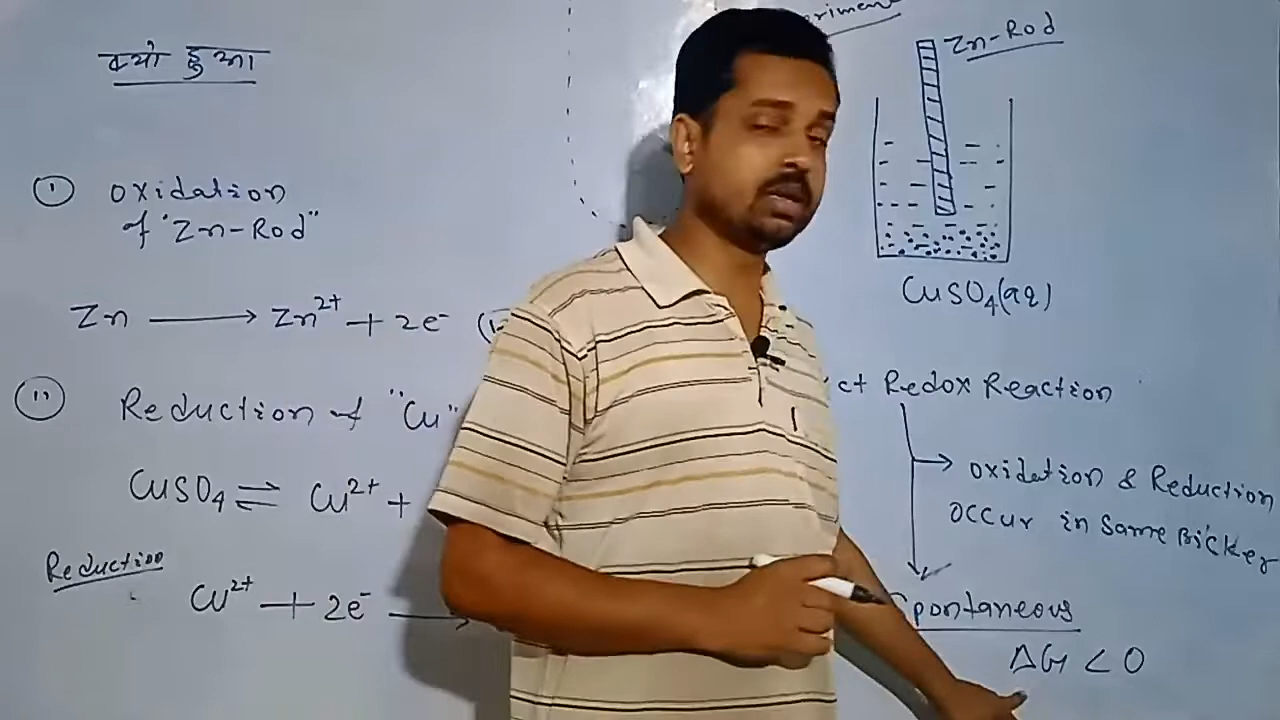 क्यो हुआ
① Oxidation
of "Zn-Rod"
Zn ⟶ Zn²⁺ + 2e⁻ (
⑪ Reduction of "Cu"
CuSO₄ ⇌ Cu²⁺ +
Reduction
Cu²⁺ + 2e⁻ ⟶
Zn-Rod
CuSO₄(aq)
Redox Reaction
→ Oxidation & Reduction
Occur in Same Bicker
Spontaneous
ΔG < 0